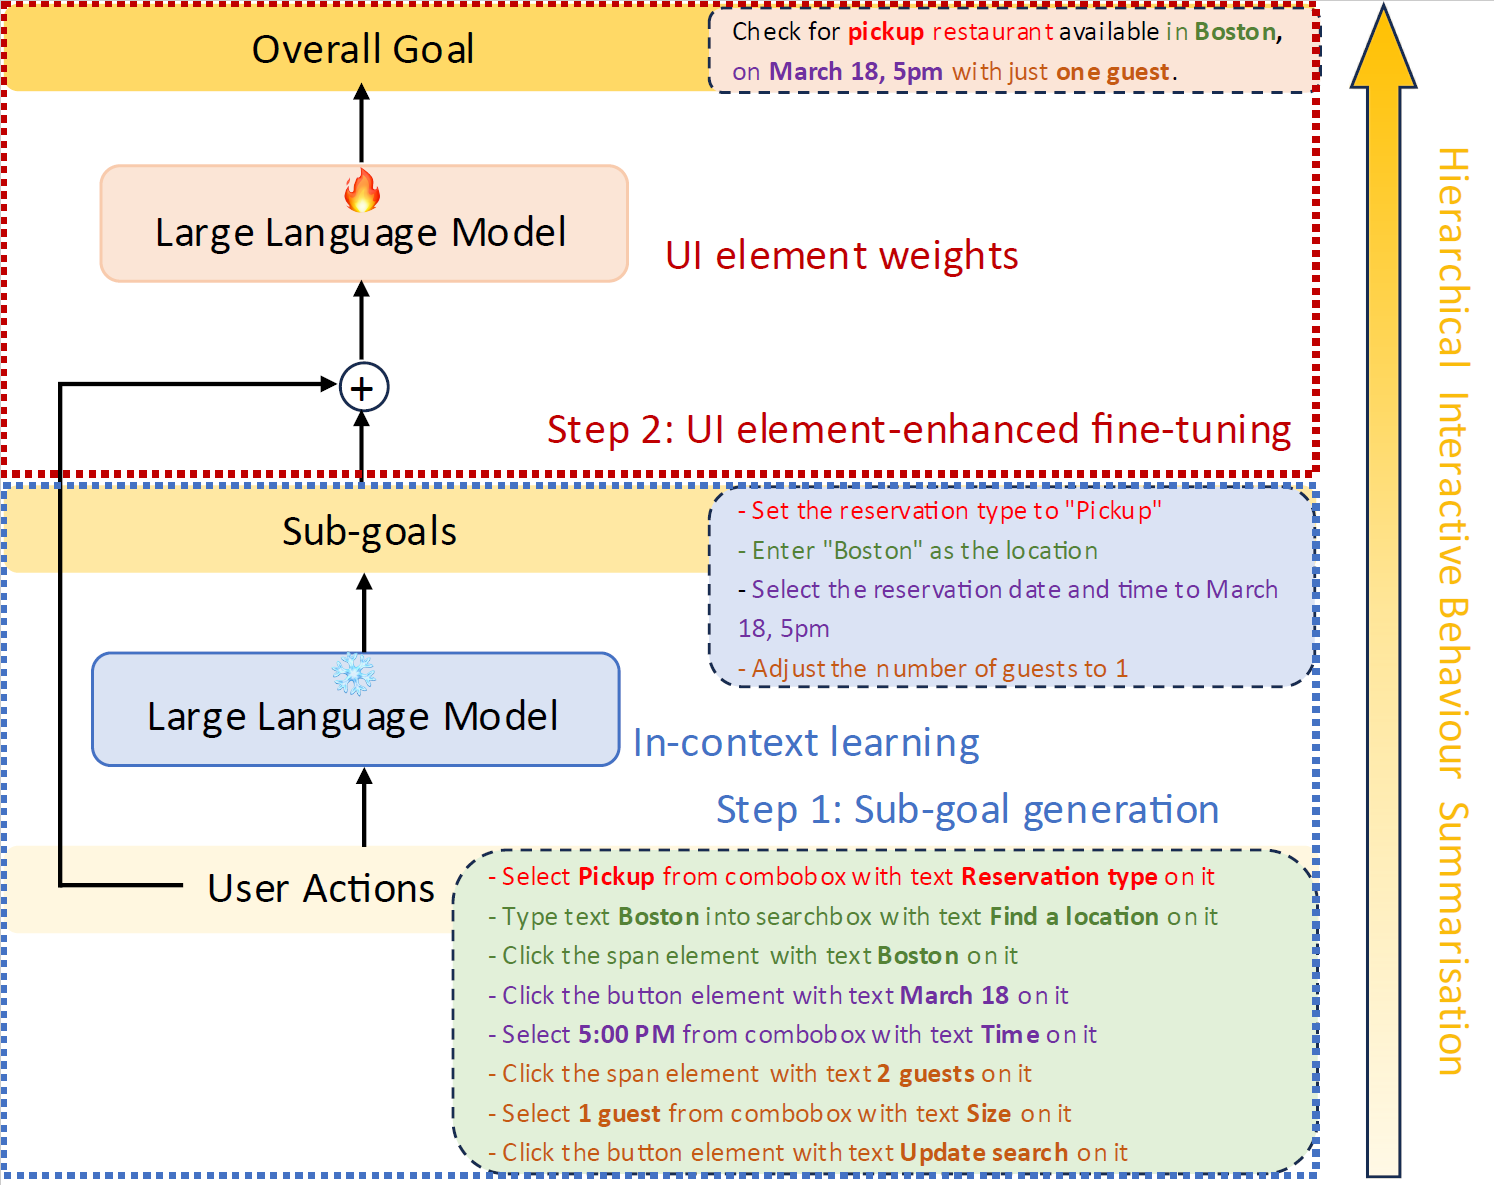 Overall Goal
Check for pickup restaurant available in Boston,
on March 18, 5pm with just one guest.
Large Language Model
UI element weights
+
Step 2: UI element-enhanced fine-tuning
Sub-goals
- Set the reservation type to "Pickup"
- Enter "Boston" as the location
- Select the reservation date and time to March
18, 5pm
- Adjust the number of guests to 1
Large Language Model
In-context learning
Step 1: Sub-goal generation
User Actions
- Select Pickup from combobox with text Reservation type on it
- Type text Boston into searchbox with text Find a location on it
- Click the span element with text Boston on it
- Click the button element with text March 18 on it
- Select 5:00 PM from combobox with text Time on it
- Click the span element with text 2 guests on it
- Select 1 guest from combobox with text Size on it
- Click the button element with text Update search on it
Hierarchical Interactive Behaviour Summarisation